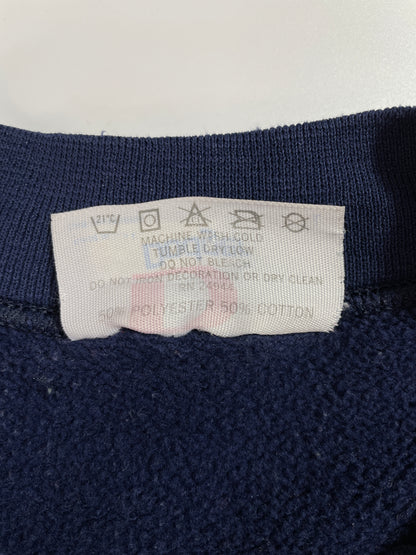 21°C
MACHINE WASH COLD
TUMBLE DRY LOW
DO NOT BLEACH
DO NOT IRON DECORATION OR DRY CLEAN
RN 24944
50% POLYESTER 50% COTTON